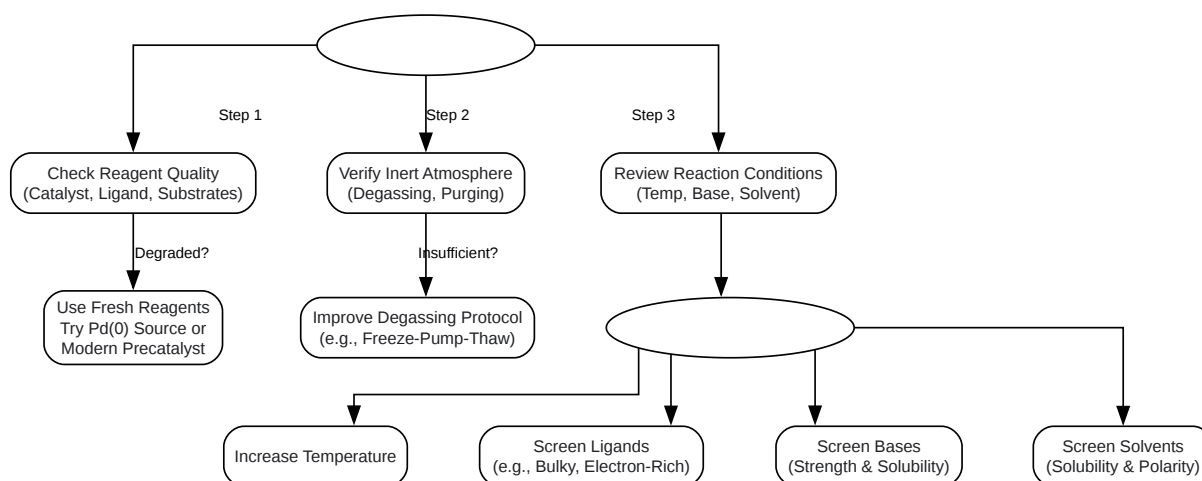 Step 1
Step 2
Step 3
Check Reagent Quality
(Catalyst, Ligand, Substrates)
Verify Inert Atmosphere
(Degassing, Purging)
Review Reaction Conditions
(Temp, Base, Solvent)
Degraded?
Insufficient?
Use Fresh Reagents
Try Pd(0) Source or
Modern Precatalyst
Improve Degassing Protocol
(e.g., Freeze-Pump-Thaw)
Increase Temperature
Screen Ligands
(e.g., Bulky, Electron-Rich)
Screen Bases
(Strength & Solubility)
Screen Solvents
(Solubility & Polarity)